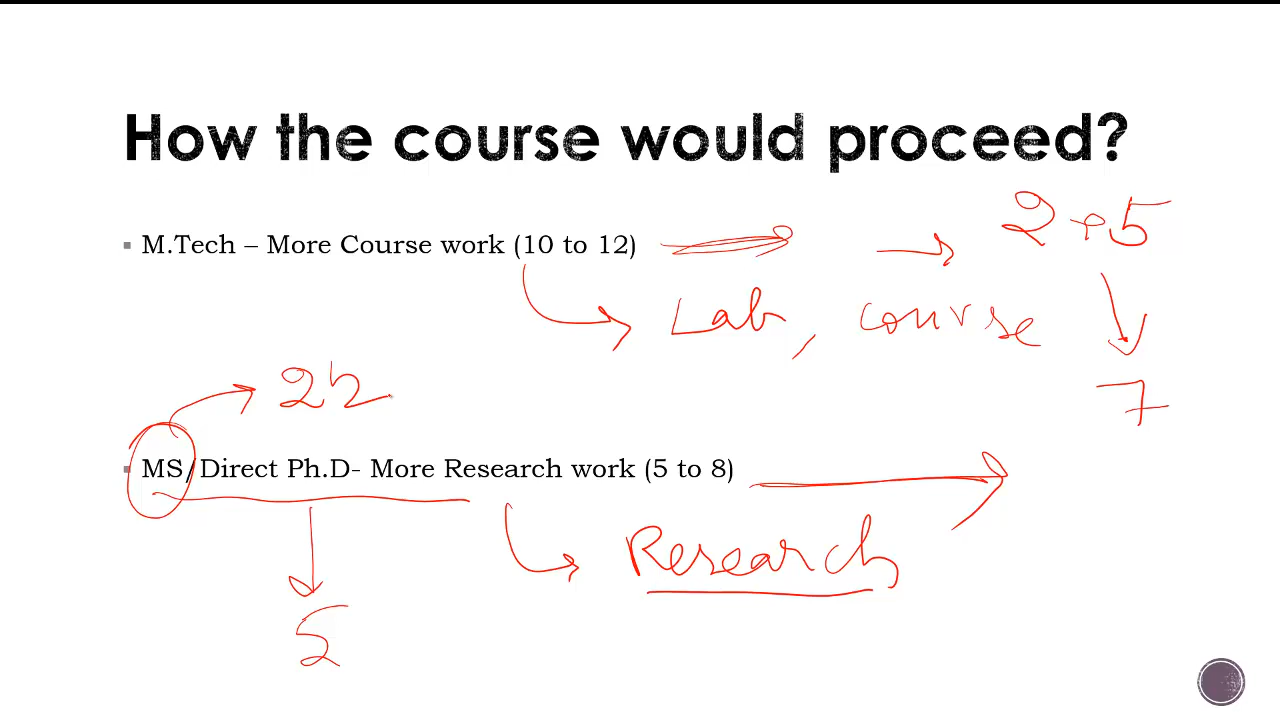 How the course would proceed?
2+5
▪ M.Tech – More Course work (10 to 12)
Lab, course
7
22
▪ MS/Direct Ph.D- More Research work (5 to 8)
Research
5